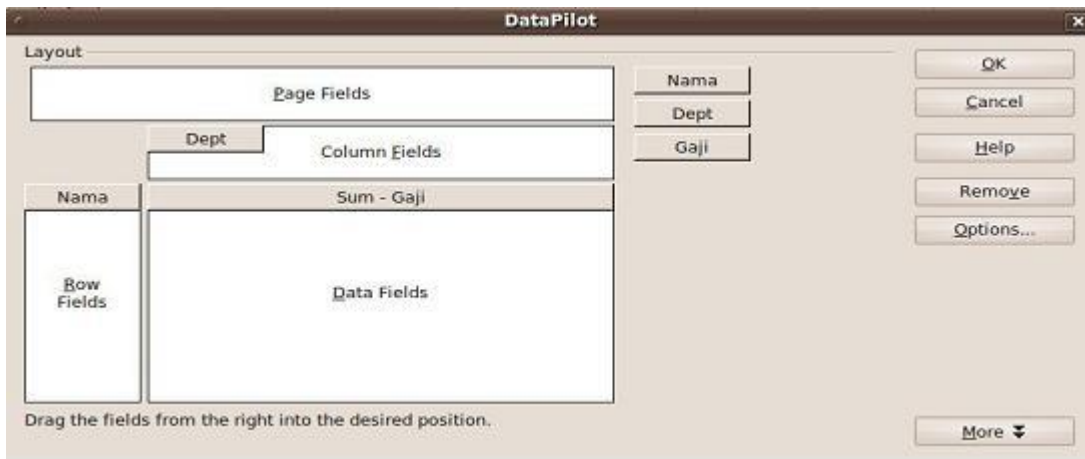 DataPilot
Layout
Page Fields
Dept
Column Fields
Nama
Sum - Gaji
Row
Fields
Data Fields
Drag the fields from the right into the desired position.
Nama
Dept
Gaji
OK
Cancel
Help
Remove
Options...
More